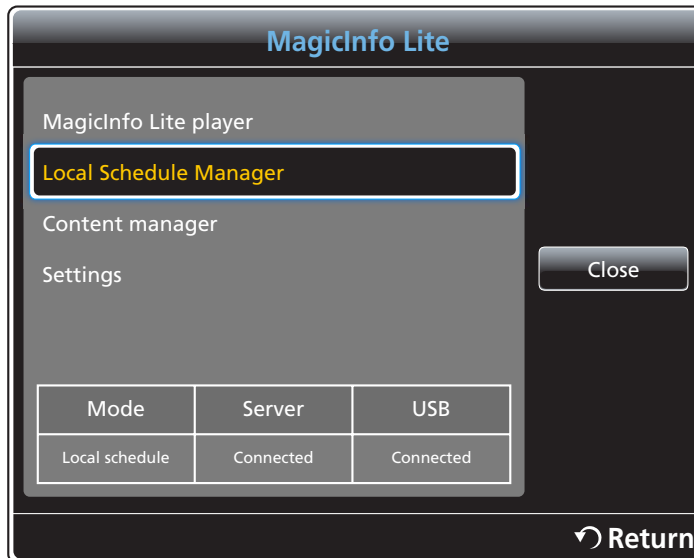 MagicInfo Lite
MagicInfo Lite player
Local Schedule Manager
Content manager
Settings
Close
Mode Server USB
Local schedule Connected Connected
Return